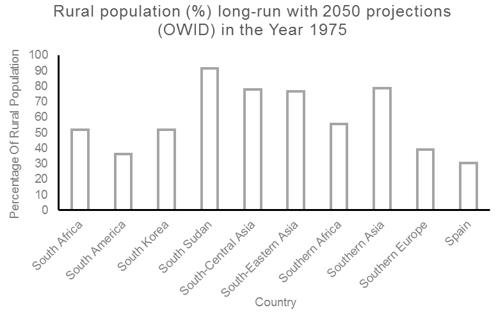 Rural population (%) long-run with 2050 projections
(OWID) in the Year 1975
Percentage Of Rural Population
100
90
80
70
60
50
40
30
20
10
0
South Africa
South America
South Korea
South Sudan
South-Central Asia
South-Eastern Asia
Southern Africa
Southern Asia
Southern Europe
Spain
Country